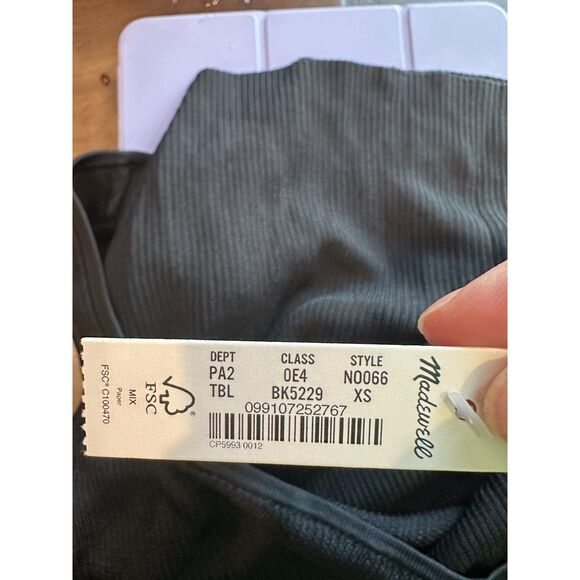 DEPT CLASS STYLE
PA2 0E4 N0066
TBL BK5229 XS
099107252767
CP5993 0012
Madewell
FSC® C100470
MIX
Paper
FSC
®